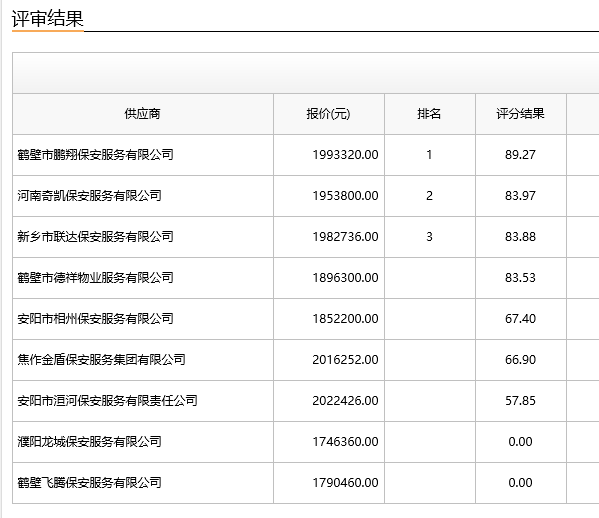 评审结果
供应商 报价(元) 排名 评分结果
鹤壁市鹏翔保安服务有限公司 1993320.00 1 89.27
河南奇凯保安服务有限公司 1953800.00 2 83.97
新乡市联达保安服务有限公司 1982736.00 3 83.88
鹤壁市德祥物业服务有限公司 1896300.00 83.53
安阳市相州保安服务有限公司 1852200.00 67.40
焦作金盾保安服务集团有限公司 2016252.00 66.90
安阳市洹河保安服务有限责任公司 2022426.00 57.85
濮阳龙城保安服务有限公司 1746360.00 0.00
鹤壁飞腾保安服务有限公司 1790460.00 0.00